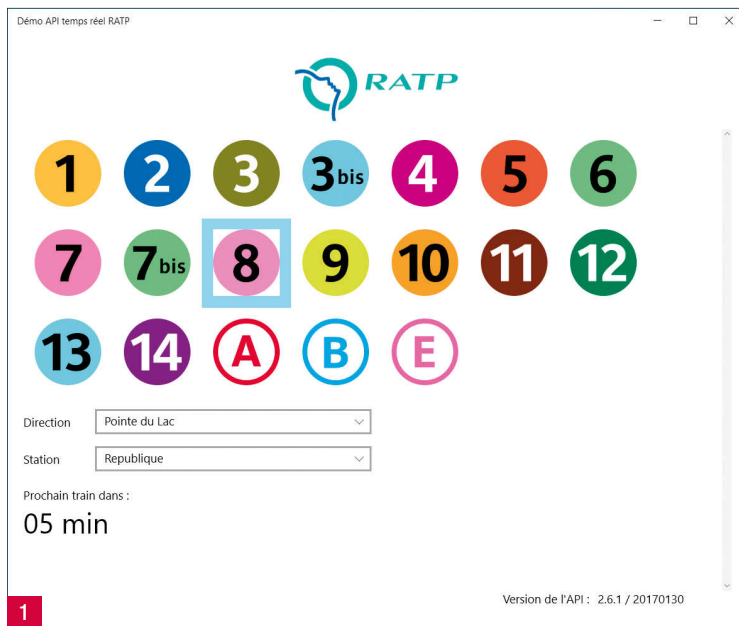 Démo API temps réel RATP
RATP
1 2 3 3bis 4 5 6
7 7bis 8 9 10 11 12
13 14 A B E
Direction Pointe du Lac
Station Republique
Prochain train dans :
05 min
Version de l'API : 2.6.1 / 20170130
1